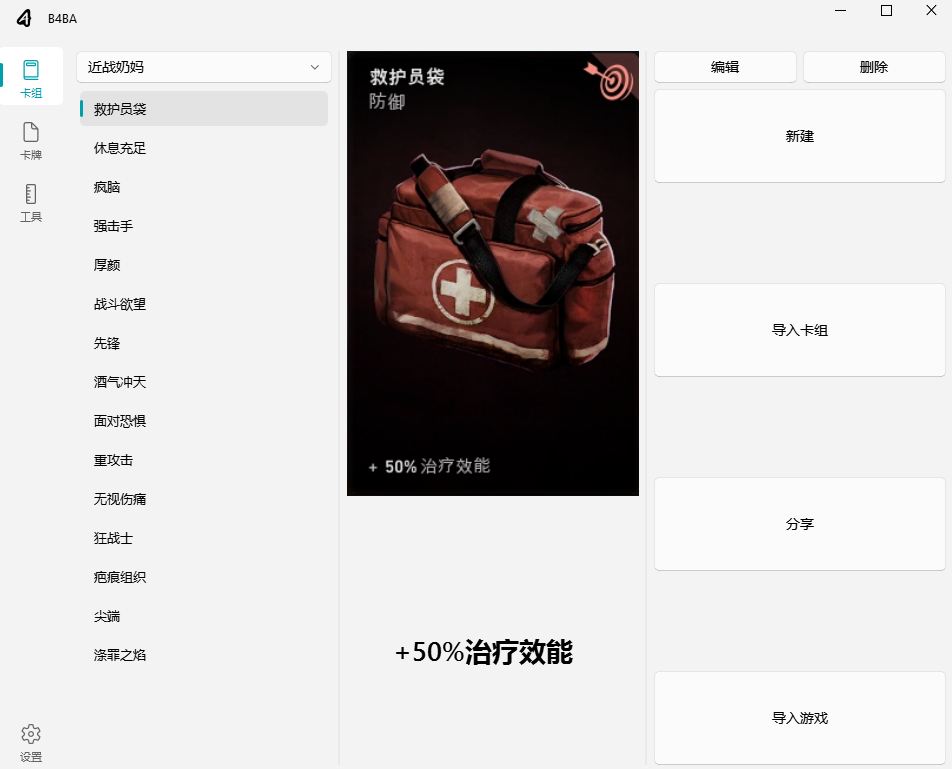 B4BA
卡组
卡牌
工具
设置
近战奶妈
救护员袋
休息充足
疯脑
强击手
厚颜
战斗欲望
先锋
酒气冲天
面对恐惧
重攻击
无视伤痛
狂战士
疤痕组织
尖端
涤罪之焰
救护员袋
防御
+ 50% 治疗效能
+50%治疗效能
编辑
删除
新建
导入卡组
分享
导入游戏